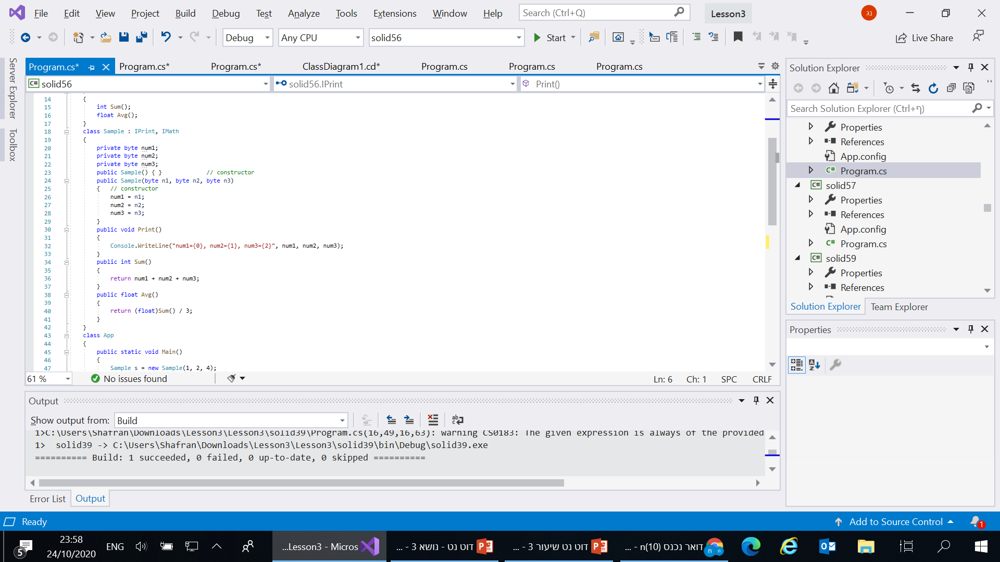 File Edit View Project Build Debug Test Analyze Tools Extensions Window Help Search (Ctrl+Q) Lesson3 נג
Debug Any CPU solid56 Start Live Share
Server Explorer
Toolbox
Program.cs* Program.cs* Program.cs* ClassDiagram1.cd* Program.cs Program.cs Program.cs
C# solid56 solid56.IPrint Print()
14 {
15 int Sum();
16 float Avg();
17 }
18 class Sample : IPrint, IMath
19 {
20 private byte num1;
21 private byte num2;
22 private byte num3;
23 public Sample() { } // constructor
24 public Sample(byte n1, byte n2, byte n3)
25 { // constructor
26 num1 = n1;
27 num2 = n2;
28 num3 = n3;
29 }
30 public void Print()
31 {
32 Console.WriteLine("num1={0}, num2={1}, num3={2}", num1, num2, num3);
33 }
34 public int Sum()
35 {
36 return num1 + num2 + num3;
37 }
38 public float Avg()
39 {
40 return (float)Sum() / 3;
41 }
42 }
43 class App
44 {
45 public static void Main()
46 {
47 Sample s = new Sample(1, 2, 4);
61 % No issues found Ln: 6 Ch: 1 SPC CRLF
Output
Show output from: Build
1>C:\Users\Shafran\Downloads\Lesson3\Lesson3\solid39\Program.cs(16,49,16,63): warning CS0183: The given expression is always of the provided
1> solid39 -> C:\Users\Shafran\Downloads\Lesson3\Lesson3\solid39\bin\Debug\solid39.exe
========== Build: 1 succeeded, 0 failed, 0 up-to-date, 0 skipped ==========
Error List Output
Solution Explorer
Search Solution Explorer (Ctrl+ף)
Properties
References
App.config
C# Program.cs
C# solid57
Properties
References
App.config
C# Program.cs
C# solid59
Properties
References
Solution Explorer Team Explorer
Properties
Ready Add to Source Control 1
5 23:58
24/10/2020
ENG
...Lesson3 - Micros
דוט נט - נושא 3 - ...
דוט נט שיעור 3 - ...
דואר נכנס (10) n - ...